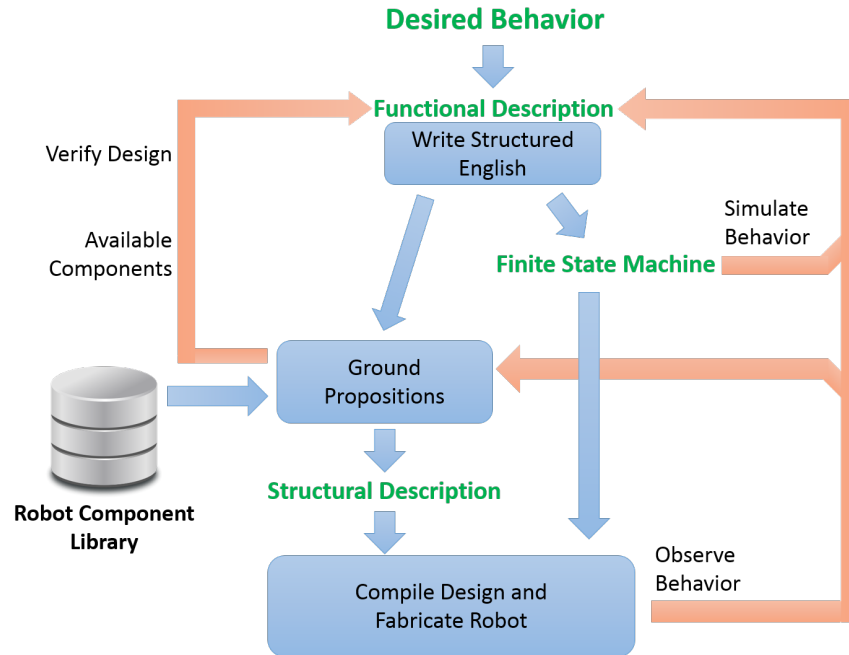 Desired Behavior
Functional Description
Write Structured
English
Verify Design
Available
Components
Simulate
Behavior
Finite State Machine
Ground
Propositions
Robot Component
Library
Structural Description
Compile Design and
Fabricate Robot
Observe
Behavior